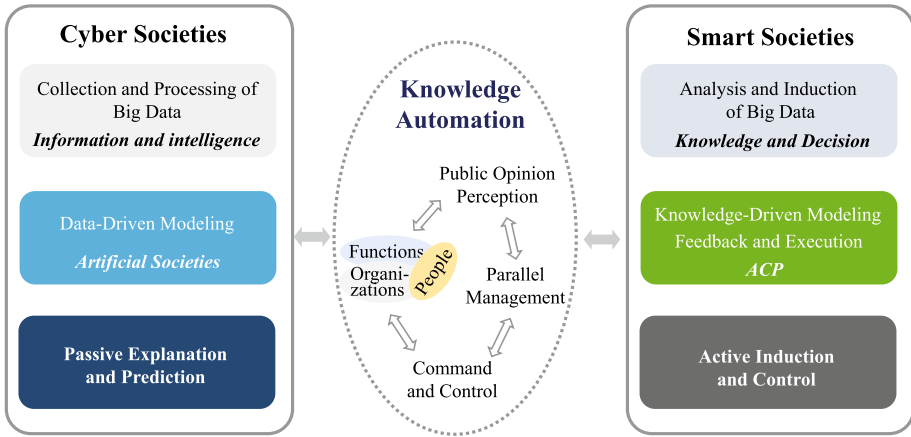 Cyber Societies
Collection and Processing of
Big Data
Information and intelligence
Data-Driven Modeling
Artificial Societies
Passive Explanation
and Prediction
Knowledge
Automation
Public Opinion
Perception
Functions
Organi-
zations
People
Parallel
Management
Command
and Control
Smart Societies
Analysis and Induction
of Big Data
Knowledge and Decision
Knowledge-Driven Modeling
Feedback and Execution
ACP
Active Induction
and Control